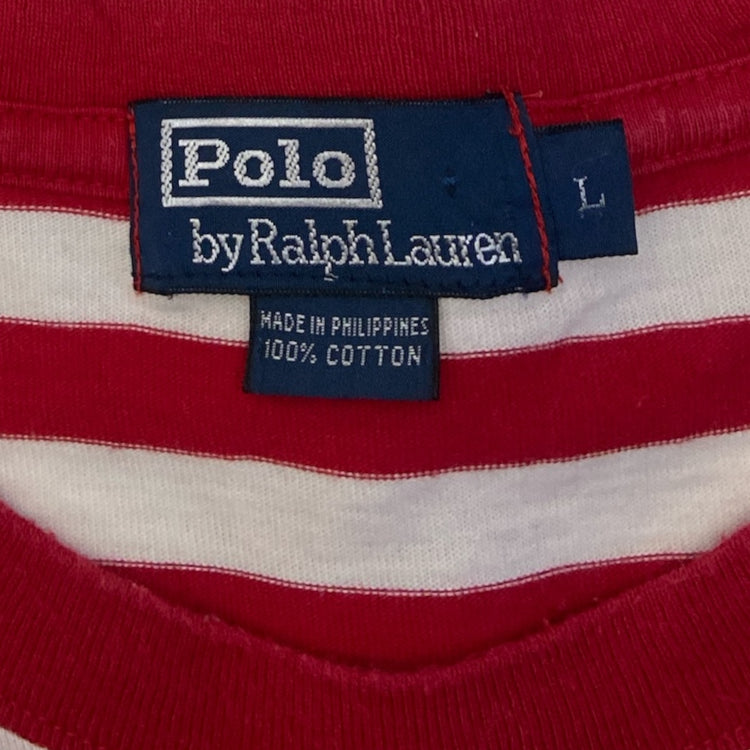 Polo
by Ralph Lauren
L
MADE IN PHILIPPINES
100% COTTON